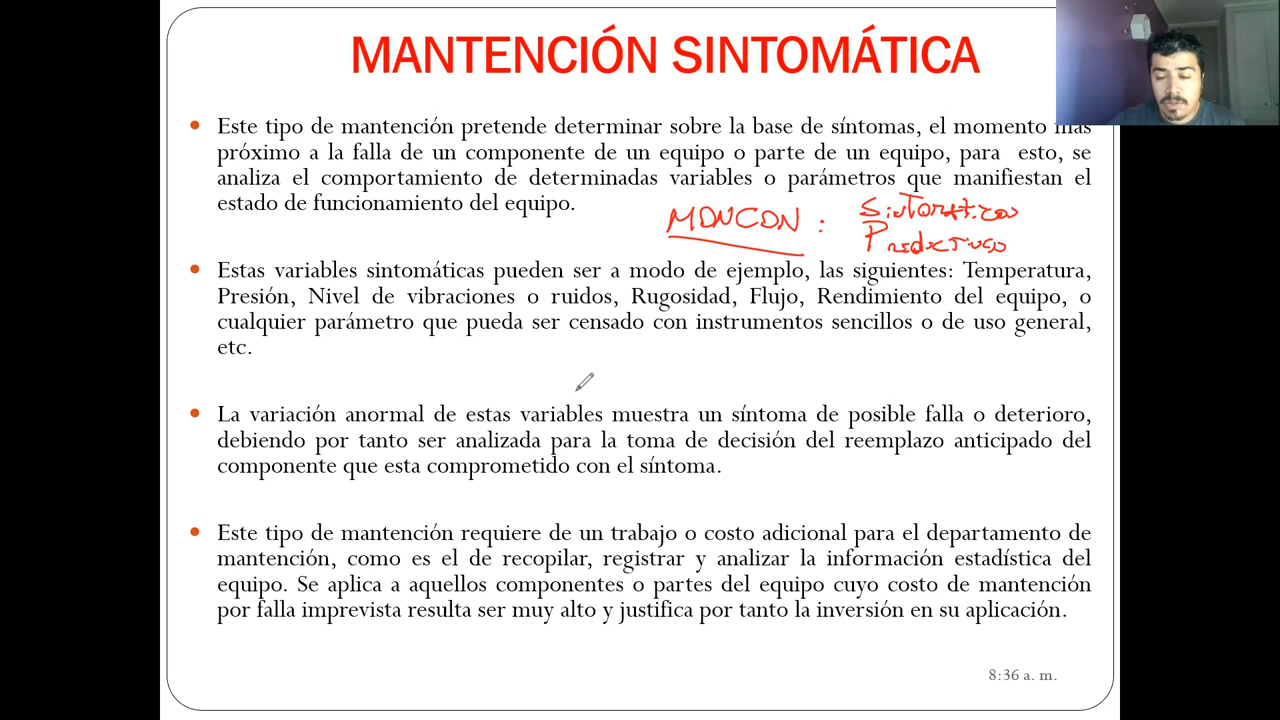 MANTENCIÓN SINTOMÁTICA
• Este tipo de mantención pretende determinar sobre la base de síntomas, el momento más
próximo a la falla de un componente de un equipo o parte de un equipo, para esto, se
analiza el comportamiento de determinadas variables o parámetros que manifiestan el
estado de funcionamiento del equipo.
MONCON : Sintomático
Predictivo
• Estas variables sintomáticas pueden ser a modo de ejemplo, las siguientes: Temperatura,
Presión, Nivel de vibraciones o ruidos, Rugosidad, Flujo, Rendimiento del equipo, o
cualquier parámetro que pueda ser censado con instrumentos sencillos o de uso general,
etc.
• La variación anormal de estas variables muestra un síntoma de posible falla o deterioro,
debiendo por tanto ser analizada para la toma de decisión del reemplazo anticipado del
componente que esta comprometido con el síntoma.
• Este tipo de mantención requiere de un trabajo o costo adicional para el departamento de
mantención, como es el de recopilar, registrar y analizar la información estadística del
equipo. Se aplica a aquellos componentes o partes del equipo cuyo costo de mantención
por falla imprevista resulta ser muy alto y justifica por tanto la inversión en su aplicación.
8:36 a. m.